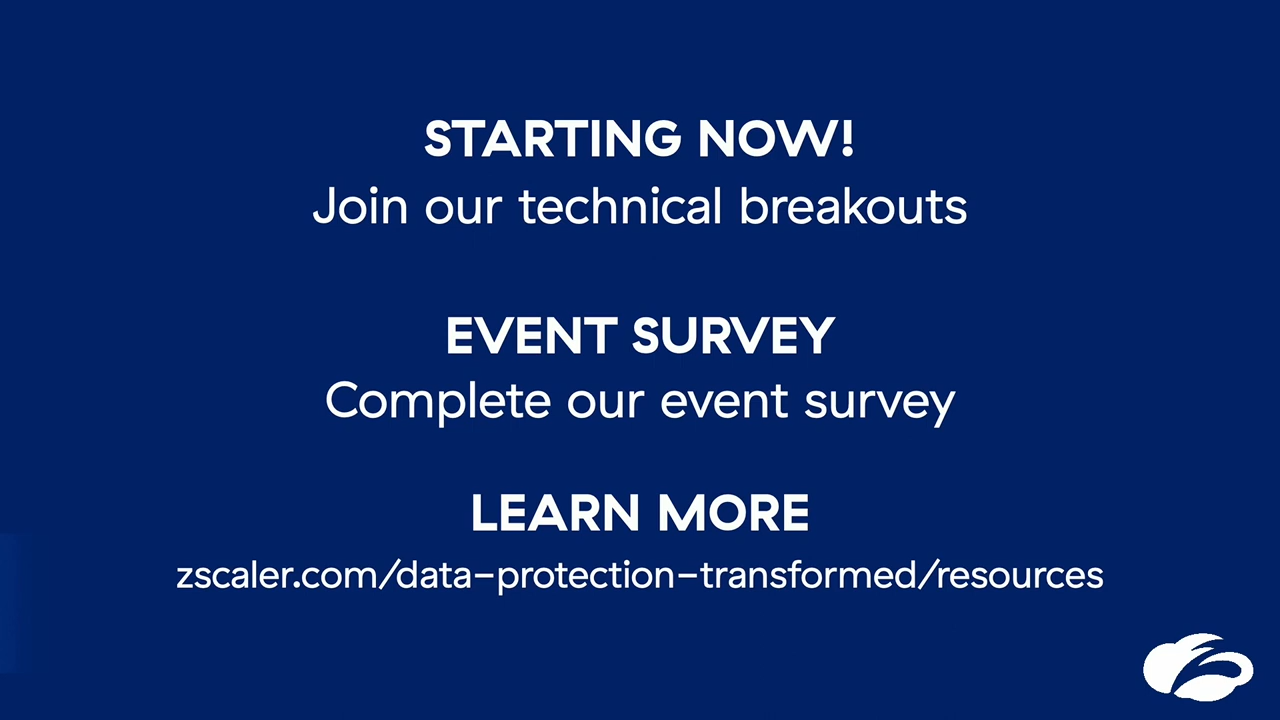 STARTING NOW!
Join our technical breakouts
EVENT SURVEY
Complete our event survey
LEARN MORE
zscaler.com/data-protection-transformed/resources